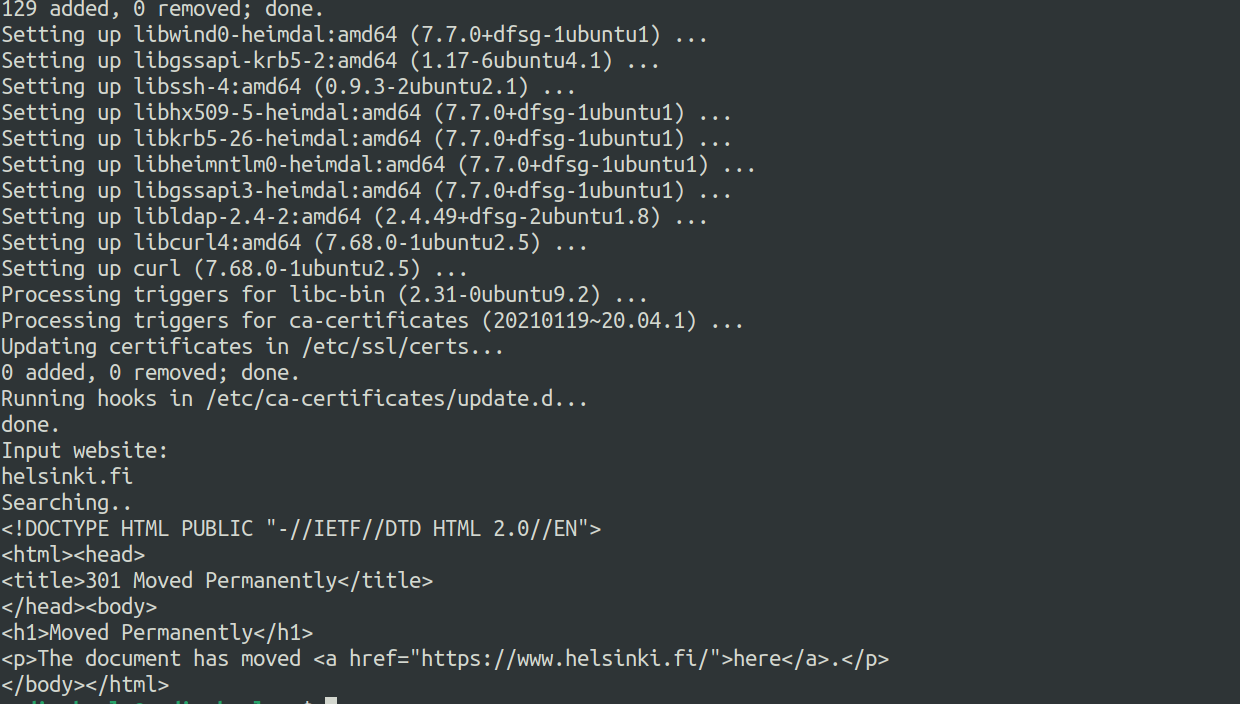 129 added, 0 removed; done.
Setting up libwind0-heimdal:amd64 (7.7.0+dfsg-1ubuntu1) ...
Setting up libgssapi-krb5-2:amd64 (1.17-6ubuntu4.1) ...
Setting up libssh-4:amd64 (0.9.3-2ubuntu2.1) ...
Setting up libhx509-5-heimdal:amd64 (7.7.0+dfsg-1ubuntu1) ...
Setting up libkrb5-26-heimdal:amd64 (7.7.0+dfsg-1ubuntu1) ...
Setting up libheimntlm0-heimdal:amd64 (7.7.0+dfsg-1ubuntu1) ...
Setting up libgssapi3-heimdal:amd64 (7.7.0+dfsg-1ubuntu1) ...
Setting up libldap-2.4-2:amd64 (2.4.49+dfsg-2ubuntu1.8) ...
Setting up libcurl4:amd64 (7.68.0-1ubuntu2.5) ...
Setting up curl (7.68.0-1ubuntu2.5) ...
Processing triggers for libc-bin (2.31-0ubuntu9.2) ...
Processing triggers for ca-certificates (20210119~20.04.1) ...
Updating certificates in /etc/ssl/certs...
0 added, 0 removed; done.
Running hooks in /etc/ca-certificates/update.d...
done.
Input website:
helsinki.fi
Searching..
<!DOCTYPE HTML PUBLIC "-//IETF//DTD HTML 2.0//EN">
<html><head>
<title>301 Moved Permanently</title>
</head><body>
<h1>Moved Permanently</h1>
<p>The document has moved <a href="https://www.helsinki.fi/">here</a>.</p>
</body></html>